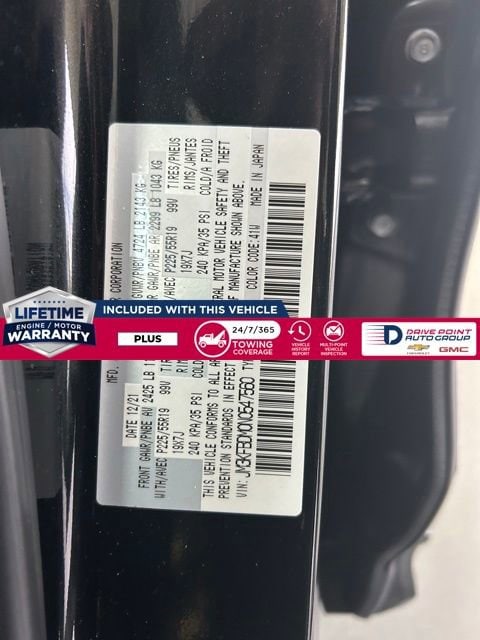 MFD. CORPORATION
DATE 12/21 GVWR/PNBV 4724 LB 2143 KG
FRONT GAWR/PNBE AV 2425 LB GAWR/PNBE AR 2299 LB 1043 KG
WITH/AVEC P225/55R19 99V /AVEC P225/55R19 99V TIRES/PNEUS
19X7J RIMS 19X7J RIMS/JANTES
240 KPA/35 PSI COLD 240 KPA/35 PSI COLD/A FROID
THIS VEHICLE CONFORMS TO ALL MOTOR VEHICLE SAFETY AND THEFT
PREVENTION STANDARDS IN EFFECT MANUFACTURE SHOWN ABOVE.
VIN: JM3KFBDM0N0547560 COLOR CODE:41W MADE IN JAPAN
LIFETIME
ENGINE / MOTOR
WARRANTY
INCLUDED WITH THIS VEHICLE
PLUS
24/7/365
TOWING
COVERAGE
VEHICLE
HISTORY
REPORT
MULTI-POINT
VEHICLE
INSPECTION
DRIVE POINT
AUTO GROUP
CHEVROLET
GMC